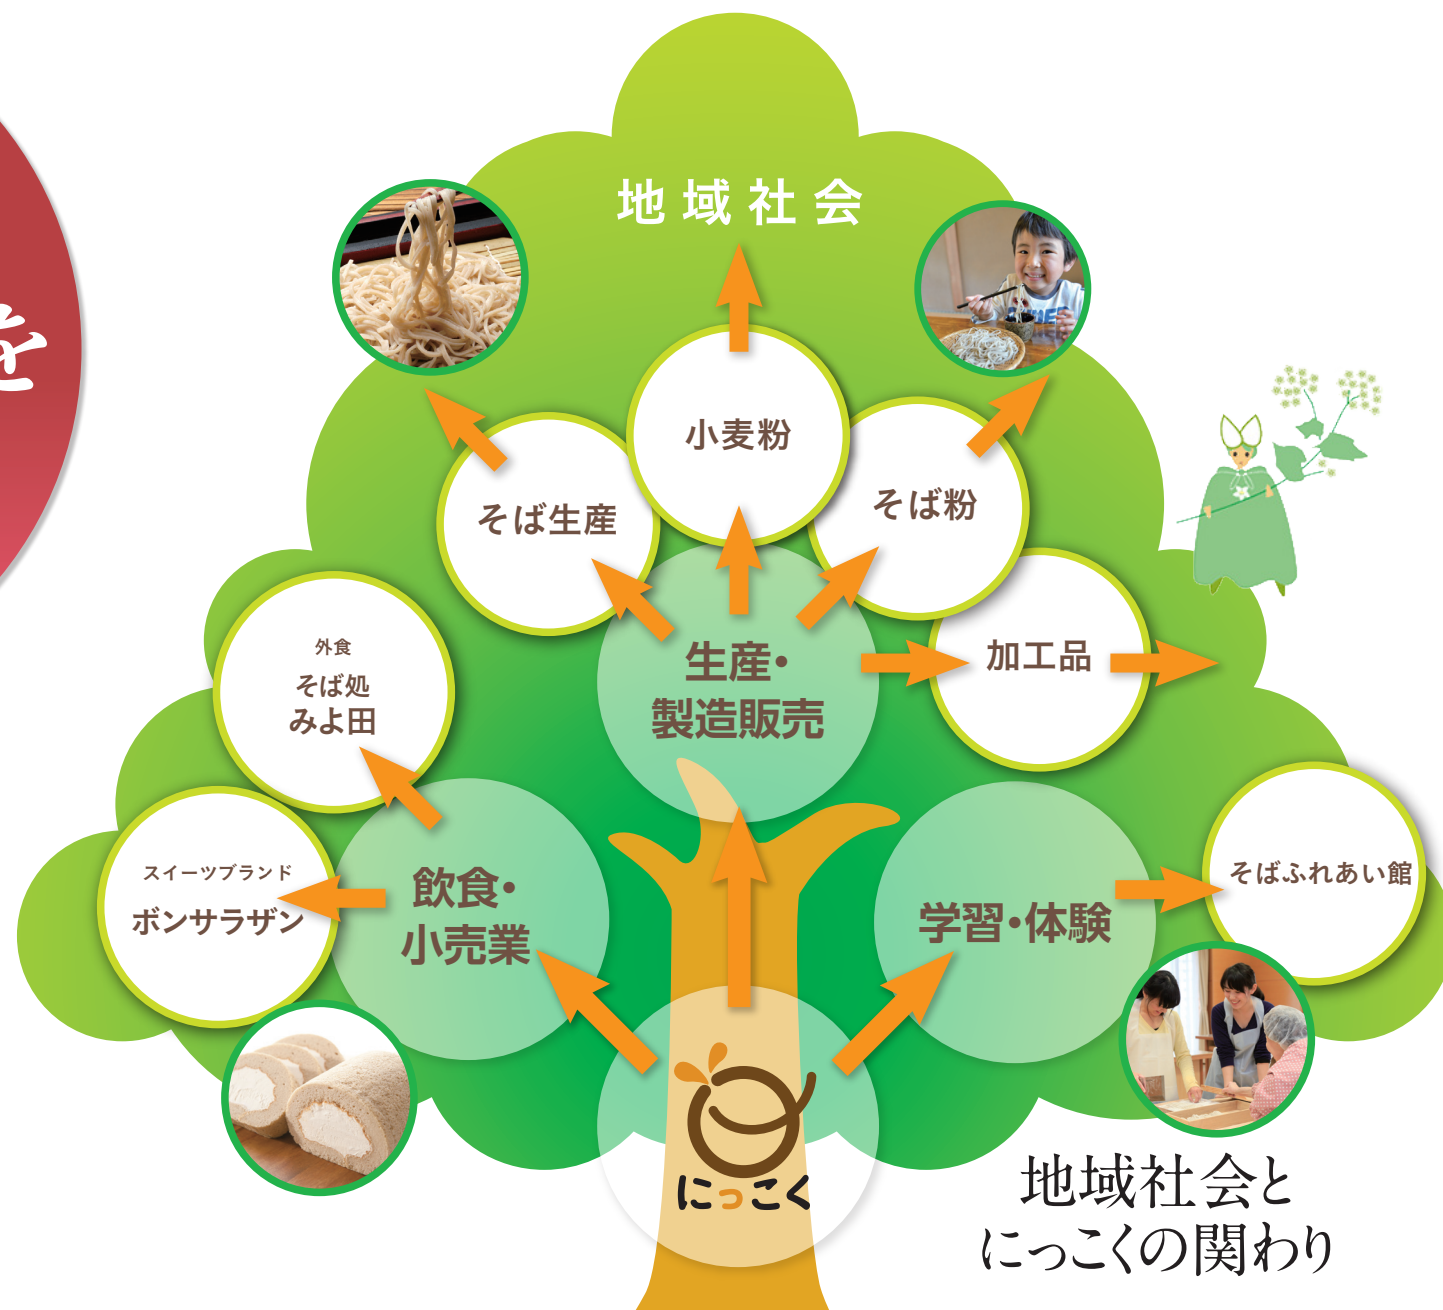 を
地域社会
小麦粉
そば生産
そば粉
加工品
生産・
製造販売
外食
そば処
みよ田
スイーツブランド
ボンサラザン
飲食・
小売業
学習・体験
そばふれあい館
にっこく
地域社会と
にっこくの関わり